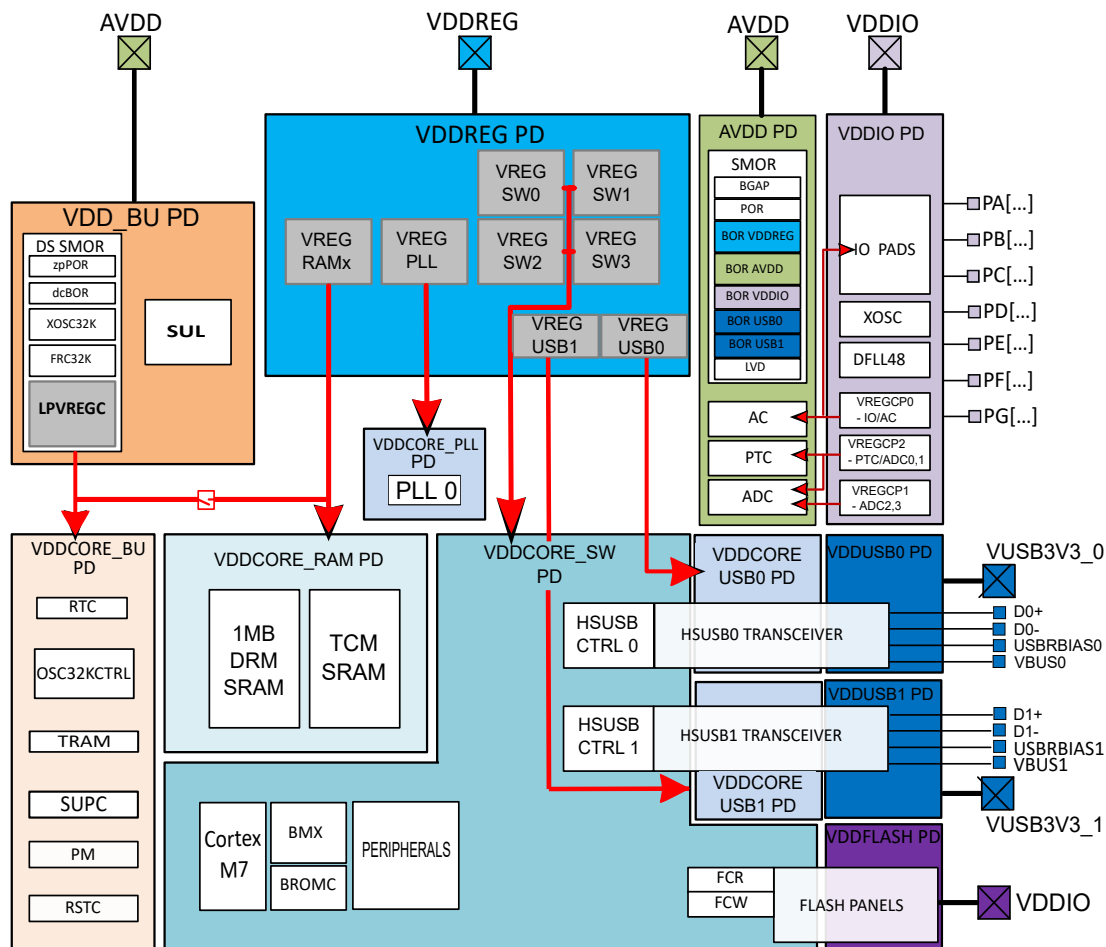 AVDD
VDDREG
AVDD
VDDIO
VDD_BU PD
DS SMOR
zpPOR
dcBOR
XOSC32K
FRC32K
LPVREGC
SUL
VDDREG PD
VREG
SW0
VREG
SW1
VREG
RAMx
VREG
PLL
VREG
SW2
VREG
SW3
VREG
USB1
VREG
USB0
AVDD PD
SMOR
BGAP
POR
BOR VDDREG
BOR AVDD
BOR VDDIO
BOR USB0
BOR USB1
LVD
AC
PTC
ADC
VDDIO PD
IO PADS
XOSC
DFLL48
VREGCP0
- IO/AC
VREGCP2
- PTC/ADC0,1
VREGCP1
- ADC2,3
PA[...]
PB[...]
PC[...]
PD[...]
PE[...]
PF[...]
PG[...]
VDDCORE_PLL
PD
PLL 0
VDDCORE_BU
PD
RTC
OSC32KCTRL
TRAM
SUPC
PM
RSTC
VDDCORE_RAM PD
1MB
DRM
SRAM
TCM
SRAM
VDDCORE_SW
PD
HSUSB
CTRL 0
HSUSB
CTRL 1
Cortex
M7
BMX
BROMC
PERIPHERALS
VDDCORE
USB0 PD
HSUSB0 TRANSCEIVER
VDDUSB0 PD
VUSB3V3_0
D0+
D0-
USBRBIAS0
VBUS0
HSUSB1 TRANSCEIVER
VDDCORE
USB1 PD
VDDUSB1 PD
D1+
D1-
USBRBIAS1
VBUS1
VUSB3V3_1
VDDFLASH PD
FCR
FCW
FLASH PANELS
VDDIO